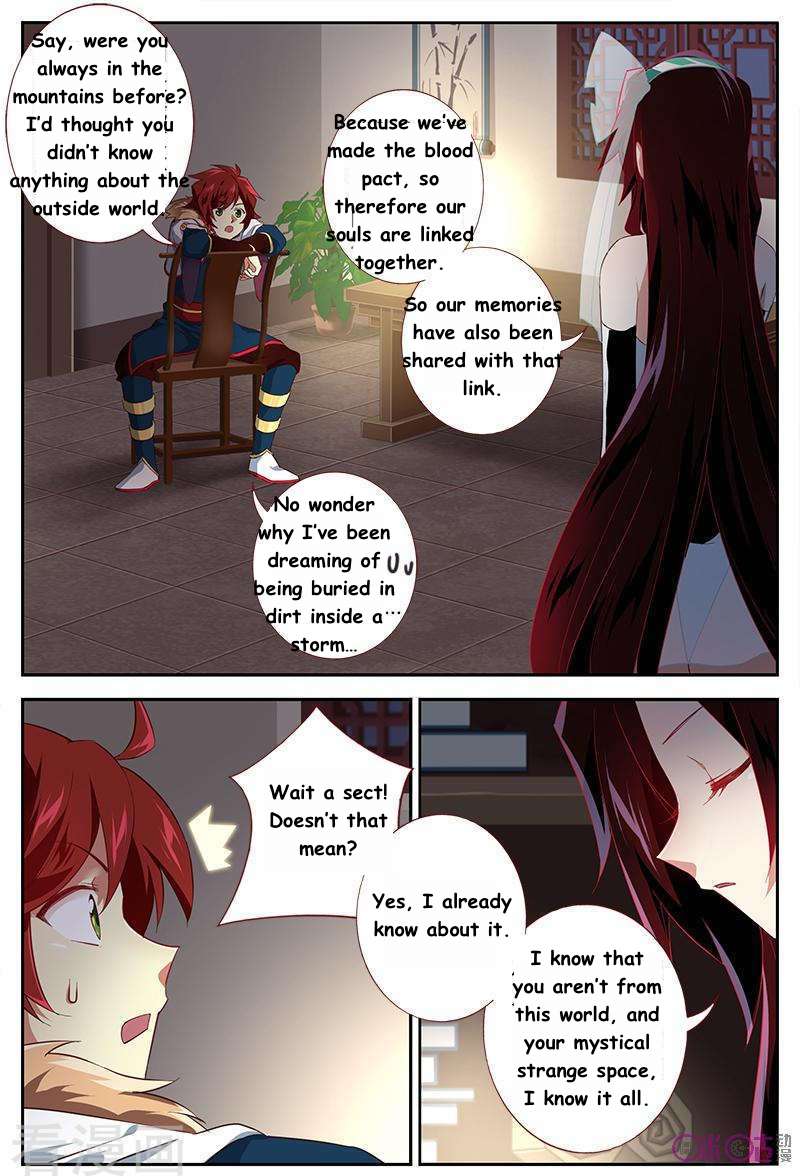 Say, were you
always in the
mountains before?
I'd thought you
didn't know
anything about the
outside world.
Because we've
made the blood
pact, so
therefore our
souls are linked
together.
So our memories
have also been
shared with that
link.
No wonder
why I've been
dreaming of
being buried in
dirt inside a…
storm...
Wait a sect!
Doesn't that
mean?
Yes, I already
know about it.
I know that
you aren't from
this world, and
your mystical
strange space,
I know it all.
看漫画